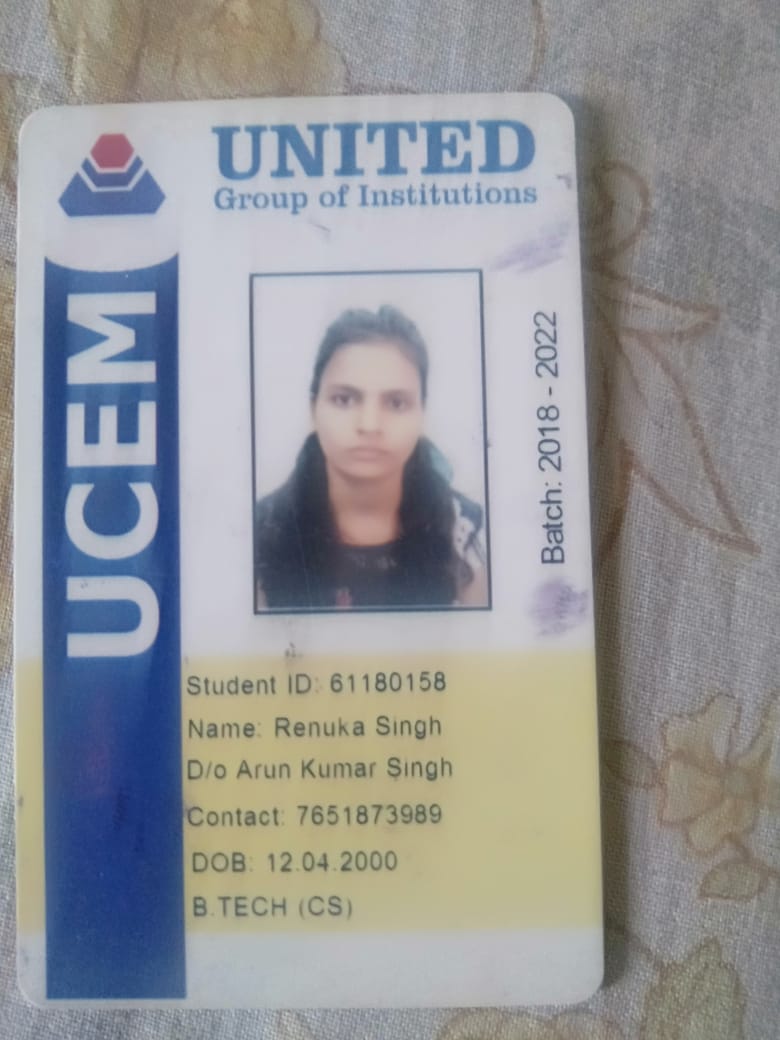 UNITED
Group of Institutions
UCEM
Batch: 2018 - 2022
Student ID: 61180158
Name: Renuka Singh
D/o Arun Kumar Singh
Contact: 7651873989
DOB: 12.04.2000
B.TECH (CS)